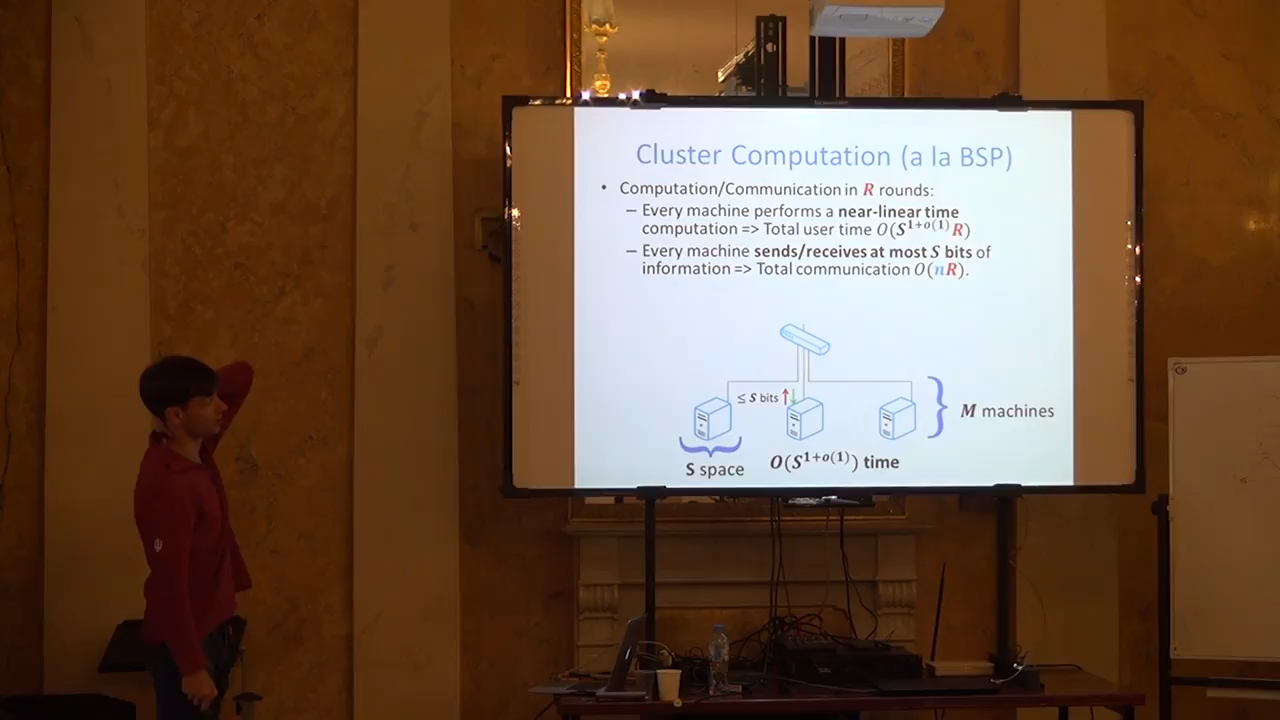 Cluster Computation (a la BSP)
• Computation/Communication in R rounds:
– Every machine performs a near-linear time
computation => Total user time O(S^{1+o(1)}R)
– Every machine sends/receives at most S bits of
information => Total communication O(nR).
≤ S bits
M machines
S space
O(S^{1+o(1)}) time